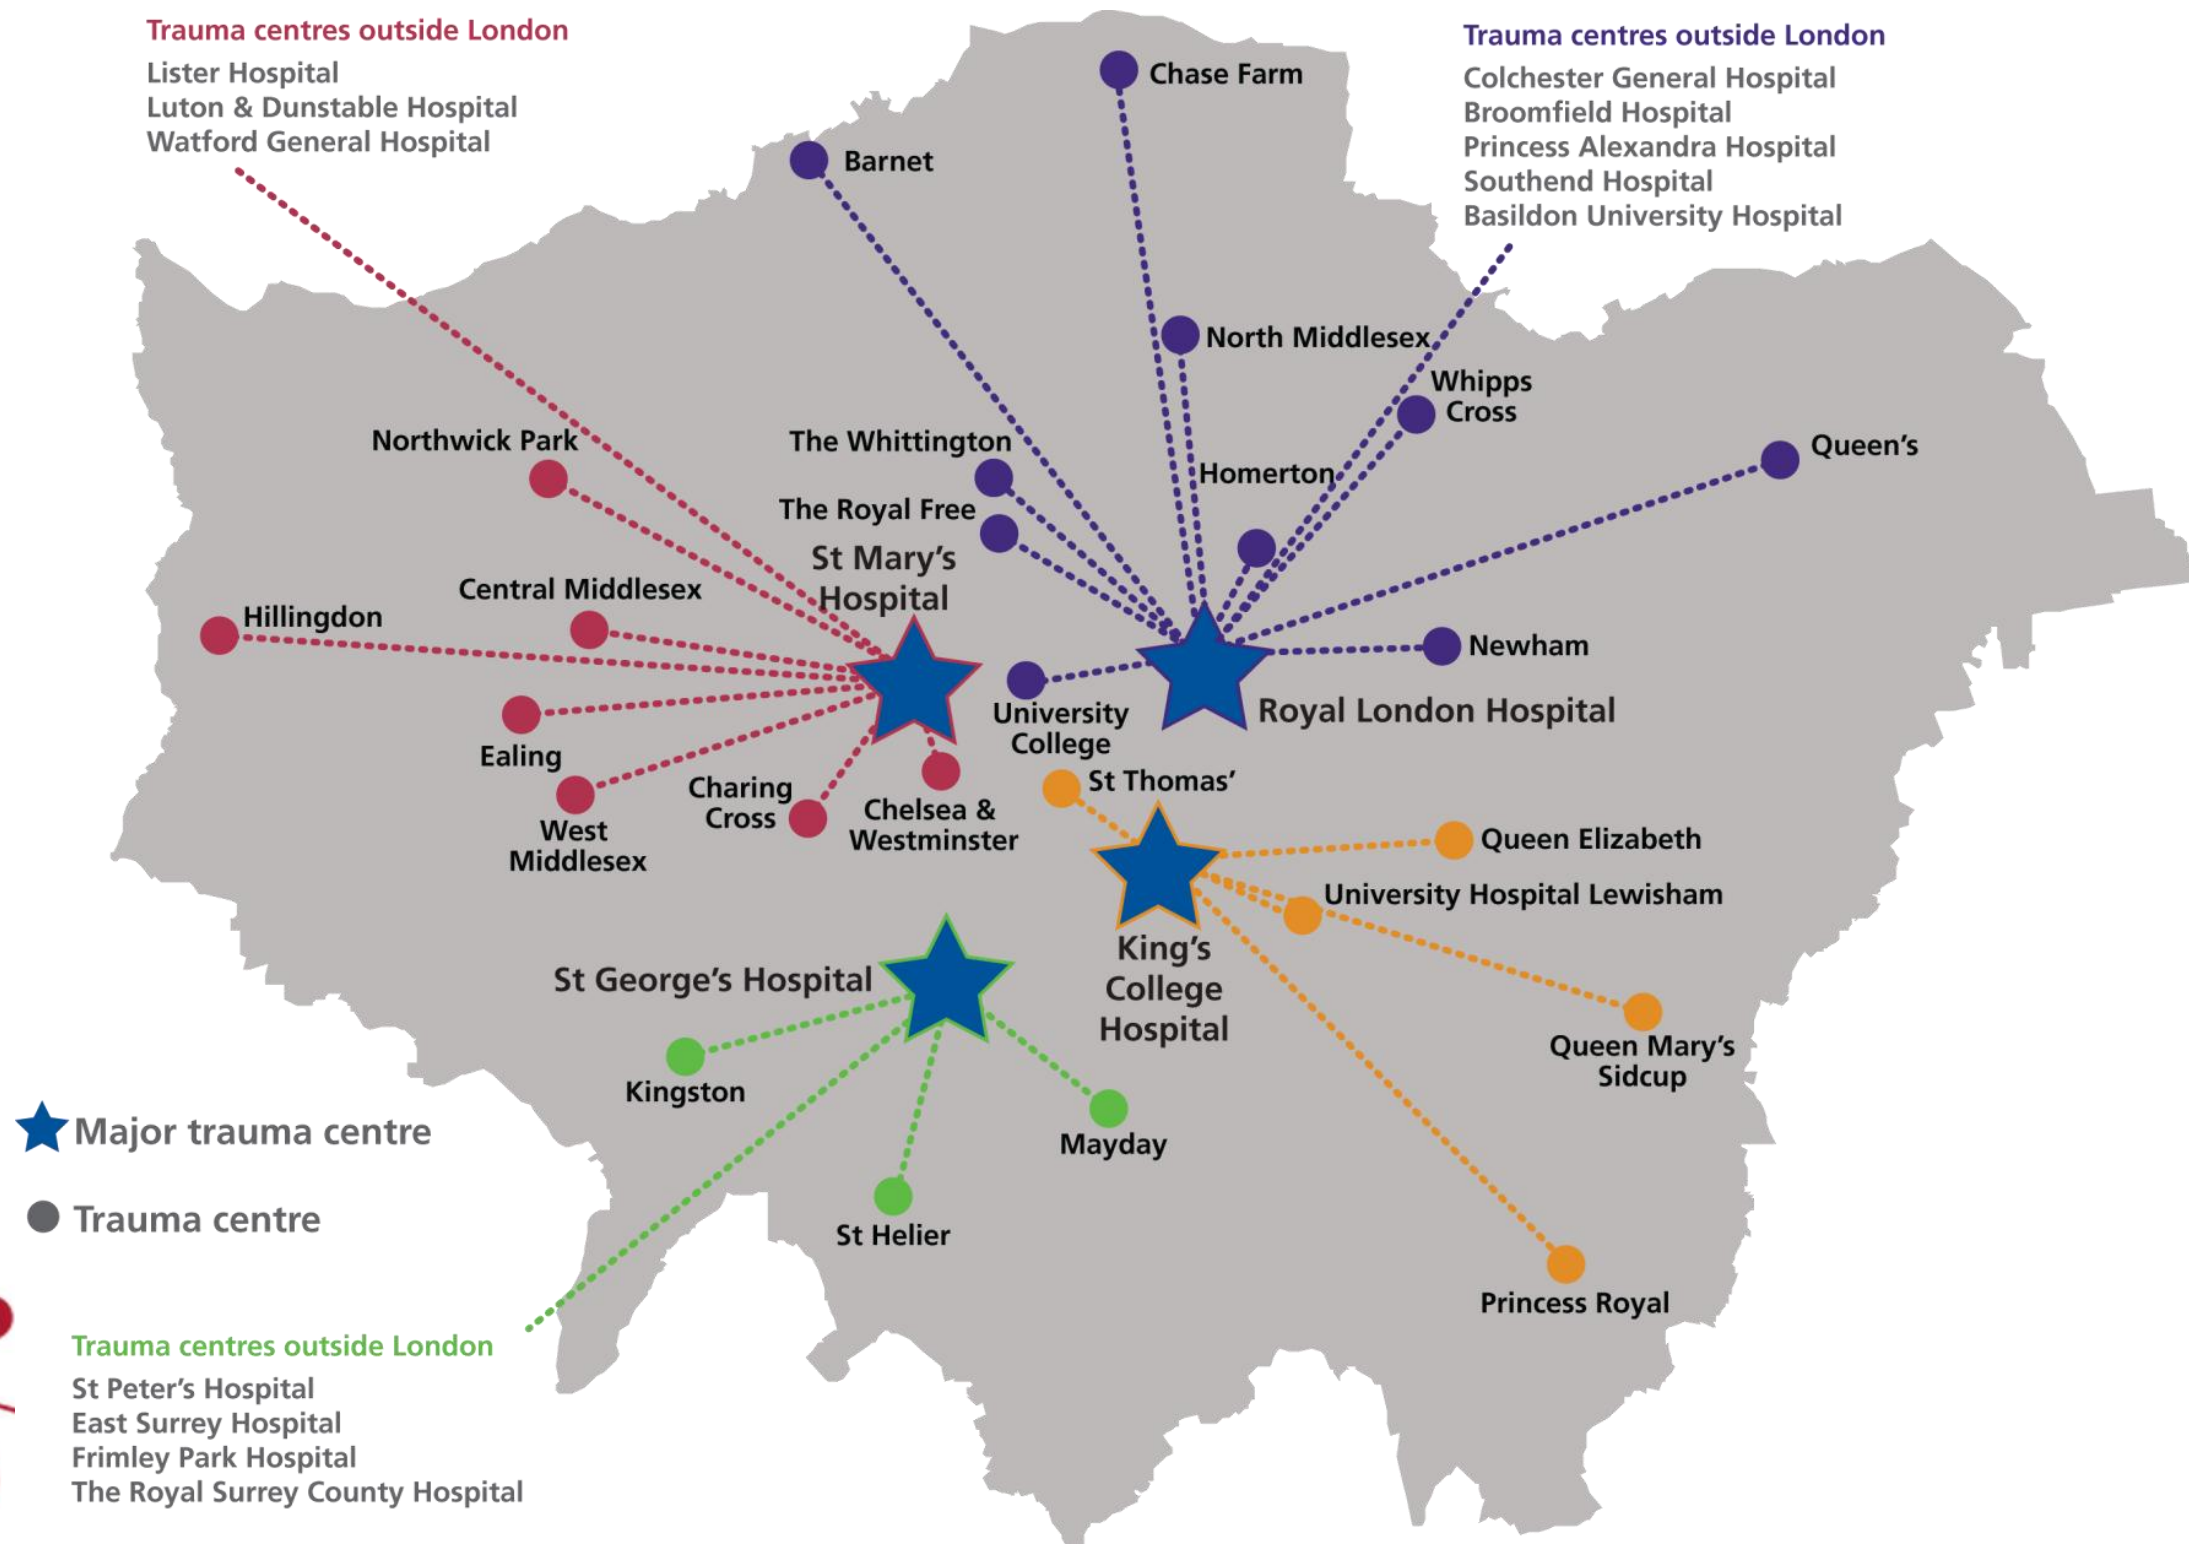 Trauma centres outside London
Lister Hospital
Luton & Dunstable Hospital
Watford General Hospital
Trauma centres outside London
Colchester General Hospital
Broomfield Hospital
Princess Alexandra Hospital
Southend Hospital
Basildon University Hospital
Chase Farm
Barnet
North Middlesex
Whipps
Cross
Queen's
Northwick Park
The Whittington
Homerton
The Royal Free
St Mary's
Hospital
Central Middlesex
Hillingdon
Newham
University
College
Royal London Hospital
Ealing
West
Middlesex
Charing
Cross
Chelsea &
Westminster
St Thomas'
Queen Elizabeth
University Hospital Lewisham
King's
College
Hospital
St George's Hospital
Queen Mary's
Sidcup
Kingston
Mayday
St Helier
Princess Royal
Major trauma centre
Trauma centre
Trauma centres outside London
St Peter's Hospital
East Surrey Hospital
Frimley Park Hospital
The Royal Surrey County Hospital